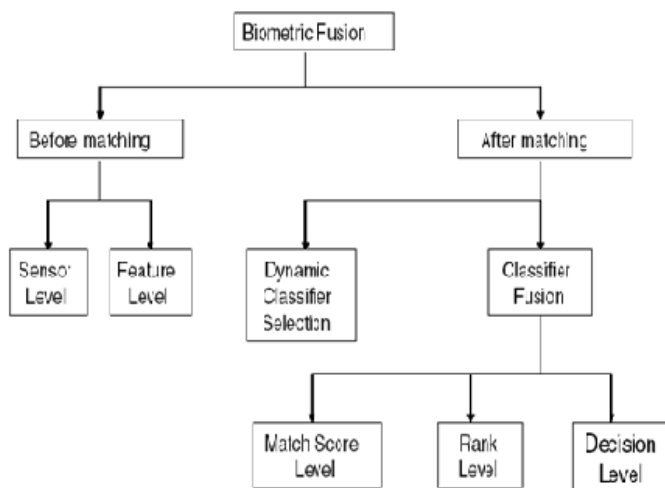 Biometric Fusion
Before matching
After matching
Sensor
Level
Feature
Level
Dynamic
Classifier
Selection
Classifier
Fusion
Match Score
Level
Rank
Level
Decision
Level